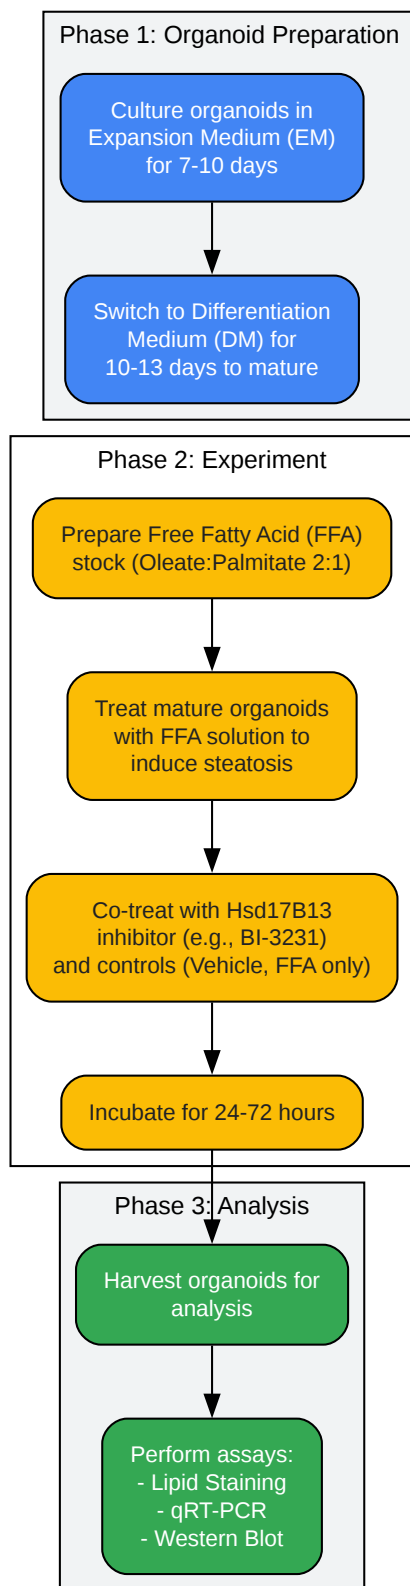 Phase 1: Organoid Preparation
Culture organoids in
Expansion Medium (EM)
for 7-10 days
Switch to Differentiation
Medium (DM) for
10-13 days to mature
Phase 2: Experiment
Prepare Free Fatty Acid (FFA)
stock (Oleate:Palmitate 2:1)
Treat mature organoids
with FFA solution to
induce steatosis
Co-treat with Hsd17B13
inhibitor (e.g., BI-3231)
and controls (Vehicle, FFA only)
Incubate for 24-72 hours
Phase 3: Analysis
Harvest organoids for
analysis
Perform assays:
- Lipid Staining
- qRT-PCR
- Western Blot